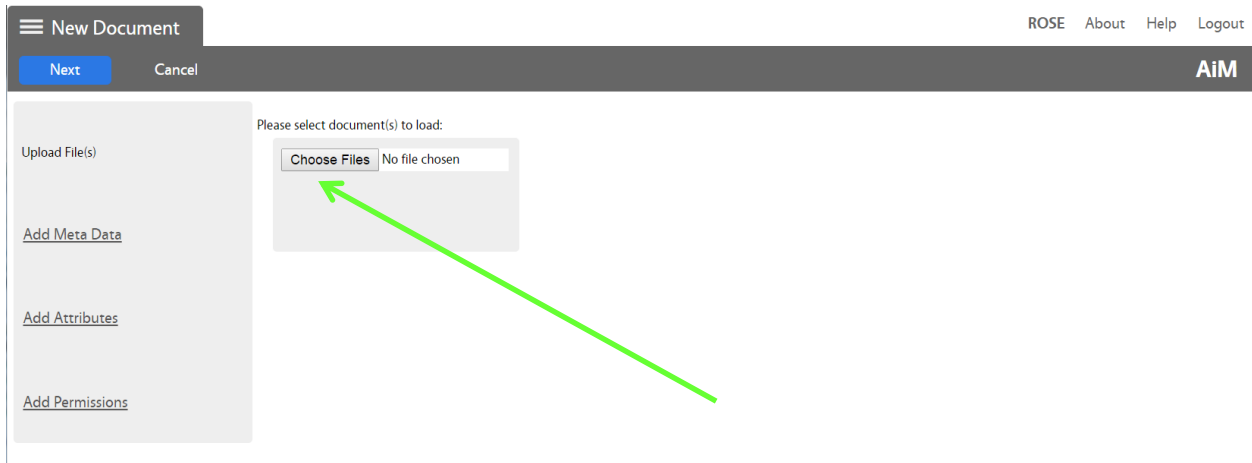 New Document
ROSE About Help Logout
Next Cancel AiM
Please select document(s) to load:
Upload File(s)
Choose Files No file chosen
Add Meta Data
Add Attributes
Add Permissions